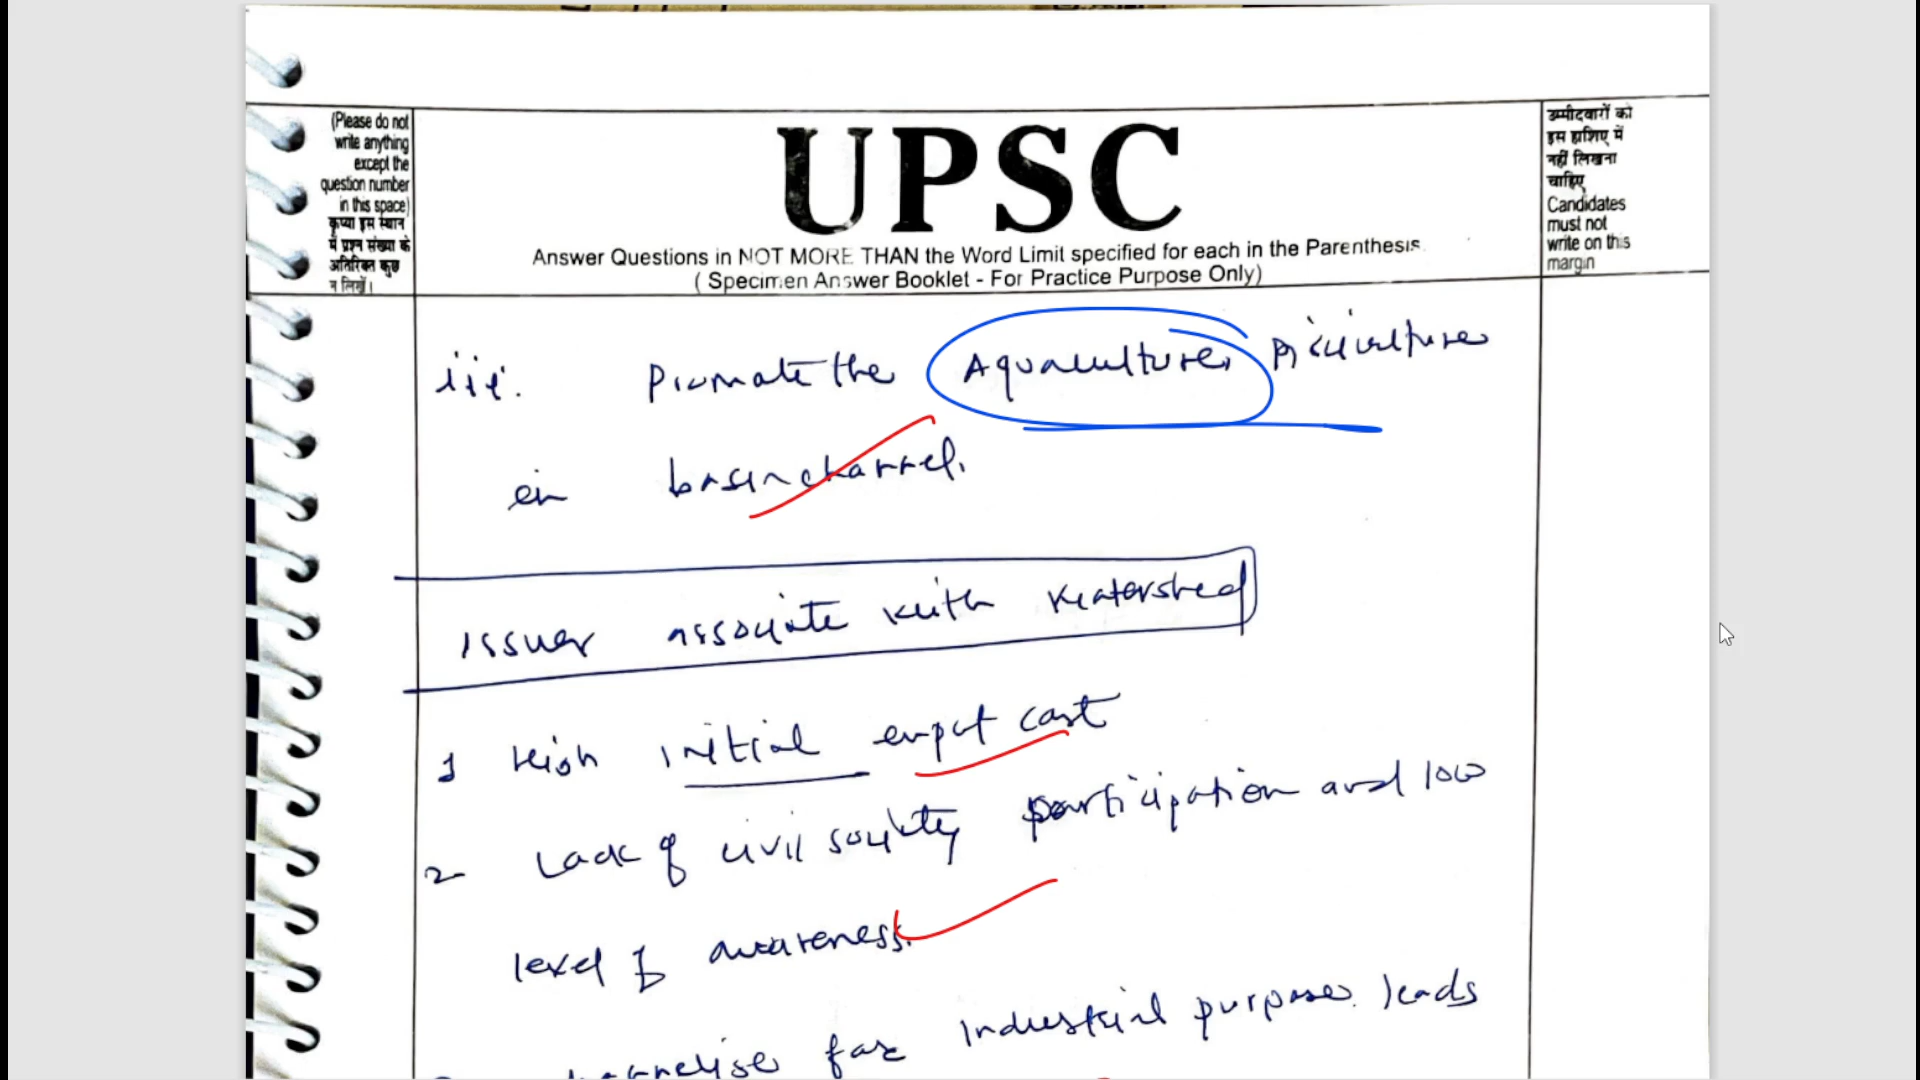 (Please do not
write anything
except the
question number
in this space)
कृप्या इस स्थान
में प्रश्न संख्या के
अतिरिक्त कुछ
न लिखें।
UPSC
Answer Questions in NOT MORE THAN the Word Limit specified for each in the Parenthesis.
( Specimen Answer Booklet - For Practice Purpose Only)
उम्मीदवारों को
इस हाशिए में
नहीं लिखना
चाहिए
Candidates
must not
write on this
margin
iii. Promote the Aquaculture, Pisciculture
in basin channel.
Issues associate with watershed
1 High initial input cost
2 Lack of civil society participation and low
level of awareness.
for industrial purpose leads